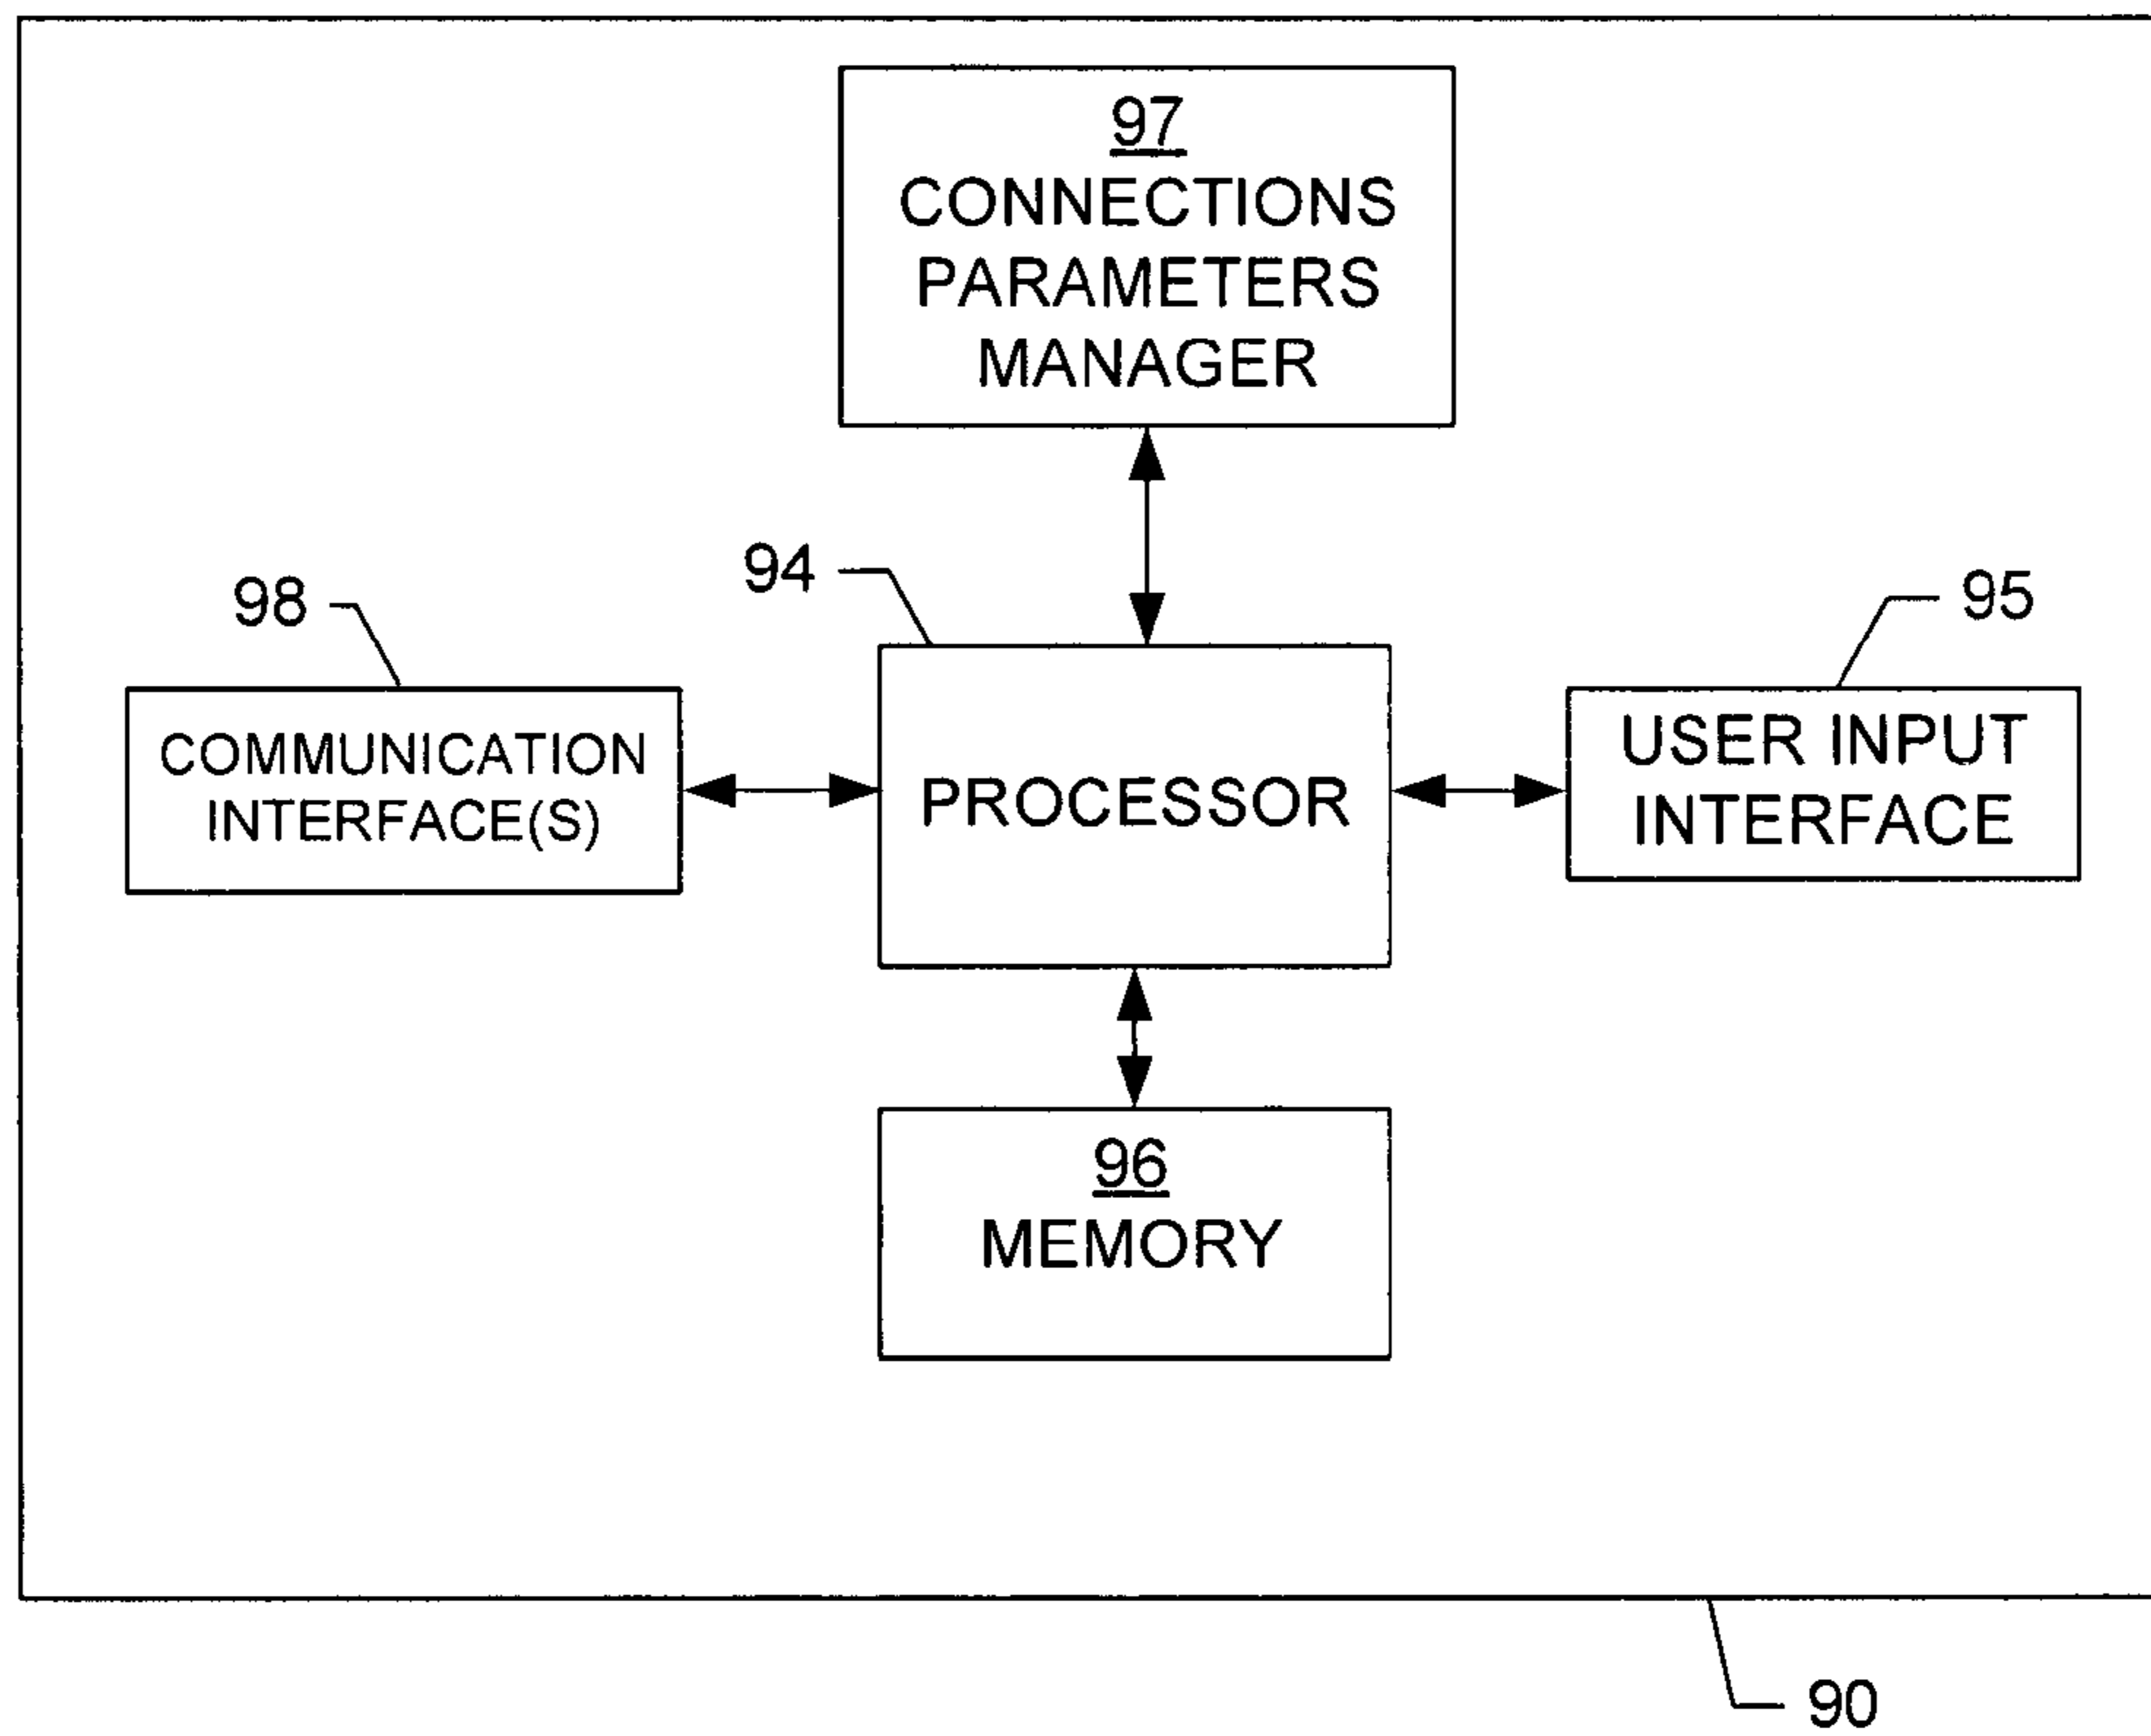 97
CONNECTIONS
PARAMETERS
MANAGER
94
98
95
COMMUNICATION
INTERFACE(S)
PROCESSOR
USER INPUT
INTERFACE
96
MEMORY
90